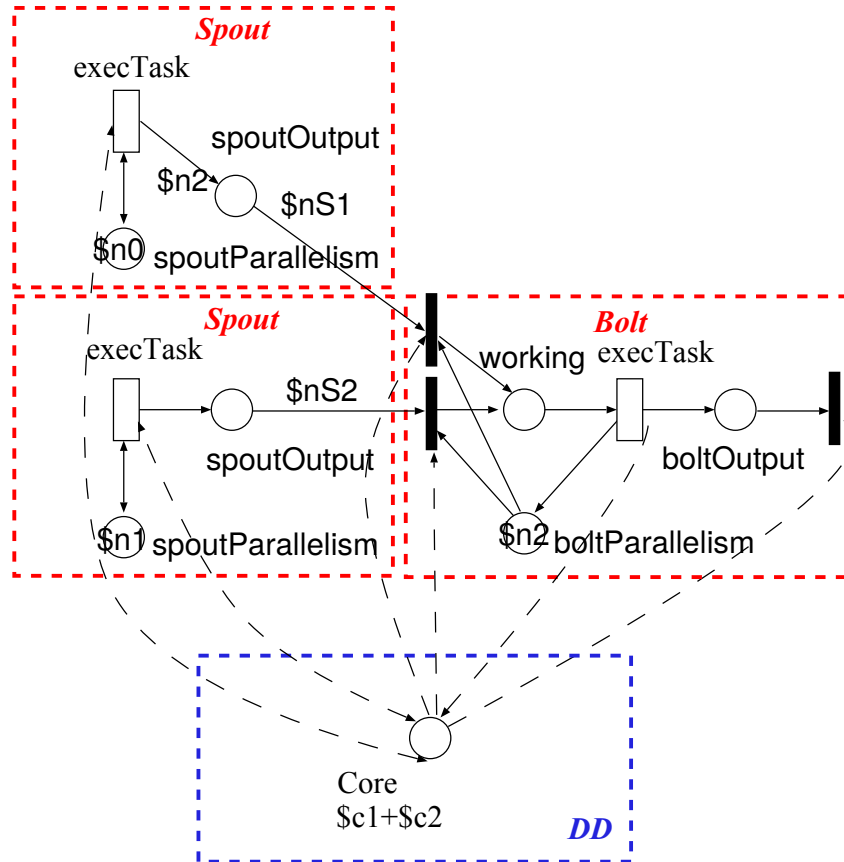 Spout
execTask
spoutOutput
$n2
$nS1
$n0
spoutParallelism
Spout
execTask
$nS2
spoutOutput
$n1
spoutParallelism
Bolt
working
execTask
boltOutput
$n2
boltParallelism
Core
$c1+$c2
DD